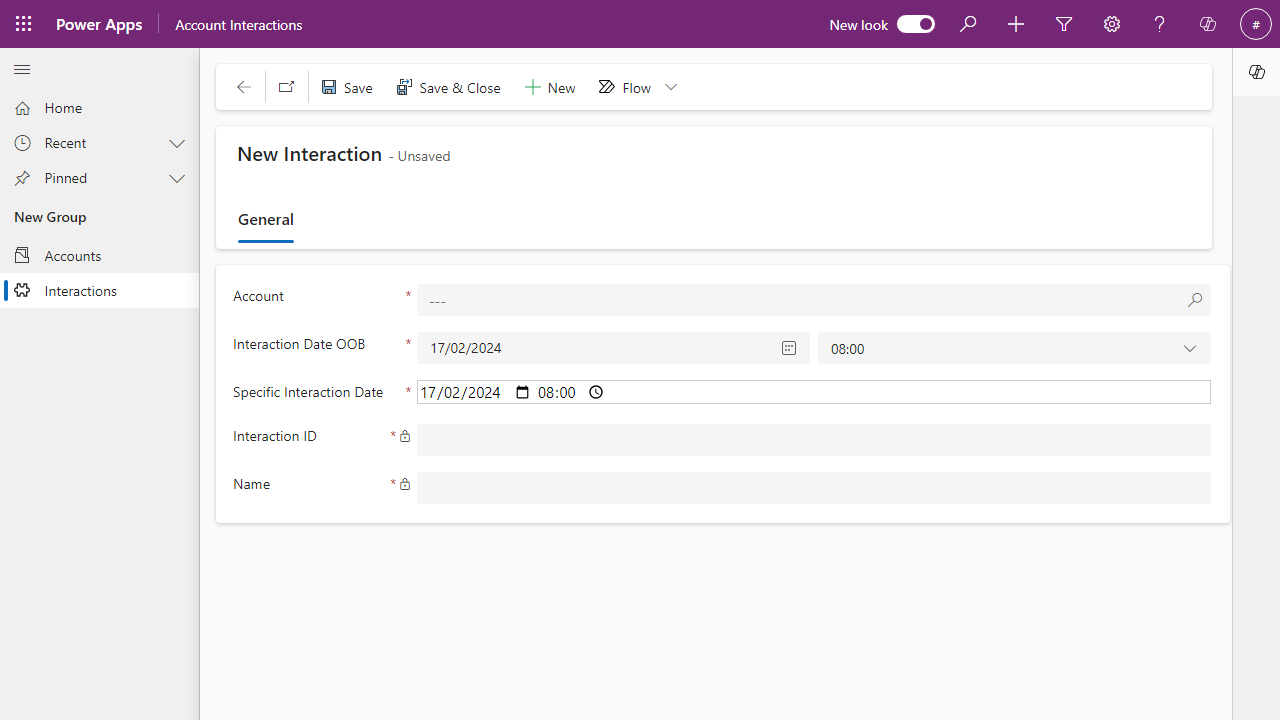 Power Apps
Account Interactions
New look
#
Save
Save & Close
New
Flow
Home
Recent
Pinned
New Group
Accounts
Interactions
New Interaction - Unsaved
General
Account * ---
Interaction Date OOB * 17/02/2024 08:00
Specific Interaction Date * 17/02/2024 08:00
Interaction ID *
Name *